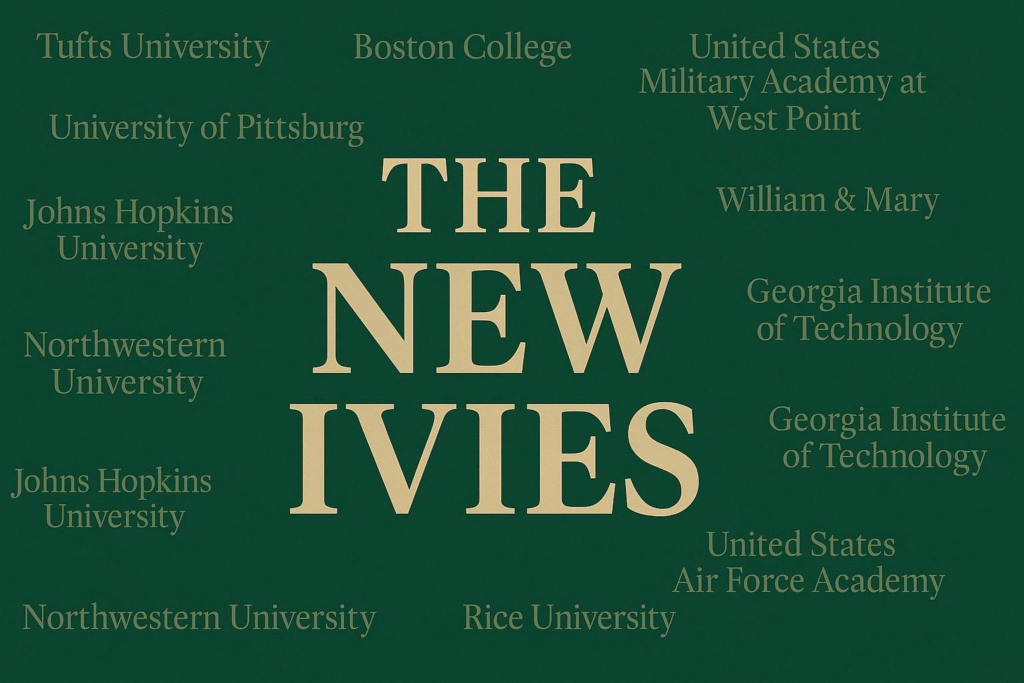 Tufts University
Boston College
United States
Military Academy at
West Point
University of Pittsburg
THE
NEW
IVIES
William & Mary
Johns Hopkins
University
Georgia Institute
of Technology
Northwestern
University
Georgia Institute
of Technology
Johns Hopkins
University
United States
Air Force Academy
Northwestern University
Rice University